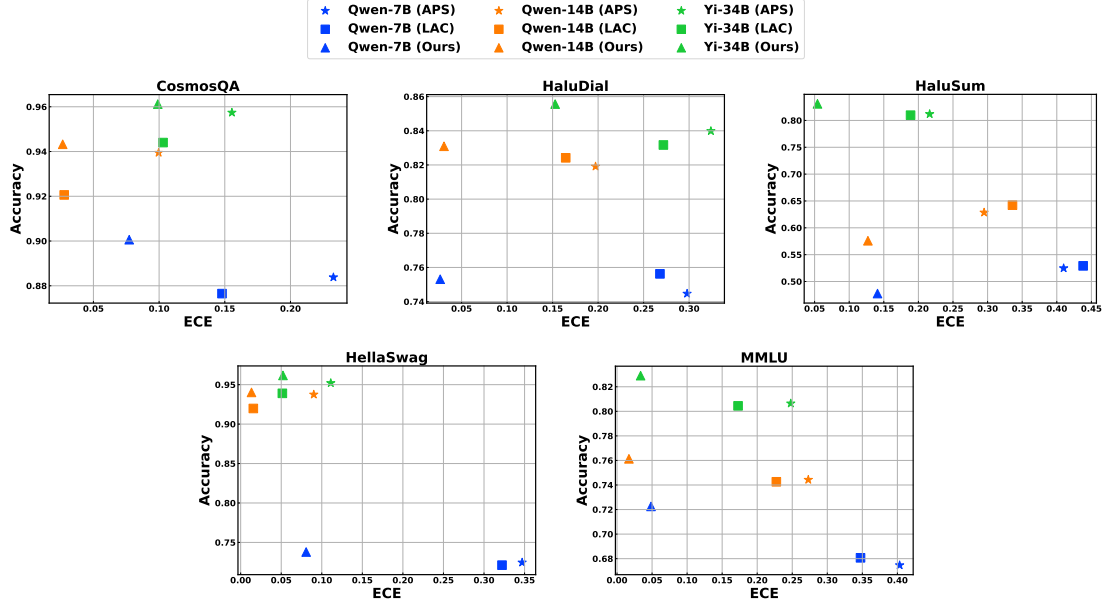 Qwen-7B (APS) Qwen-14B (APS) Yi-34B (APS)
Qwen-7B (LAC) Qwen-14B (LAC) Yi-34B (LAC)
Qwen-7B (Ours) Qwen-14B (Ours) Yi-34B (Ours)
CosmosQA
Accuracy
0.96
0.94
0.92
0.90
0.88
0.05 0.10 0.15 0.20
ECE
HaluDial
Accuracy
0.86
0.84
0.82
0.80
0.78
0.76
0.74
0.05 0.10 0.15 0.20 0.25 0.30
ECE
HaluSum
Accuracy
0.80
0.75
0.70
0.65
0.60
0.55
0.50
0.05 0.10 0.15 0.20 0.25 0.30 0.35 0.40 0.45
ECE
HellaSwag
Accuracy
0.95
0.90
0.85
0.80
0.75
0.00 0.05 0.10 0.15 0.20 0.25 0.30 0.35
ECE
MMLU
Accuracy
0.82
0.80
0.78
0.76
0.74
0.72
0.70
0.68
0.00 0.05 0.10 0.15 0.20 0.25 0.30 0.35 0.40
ECE